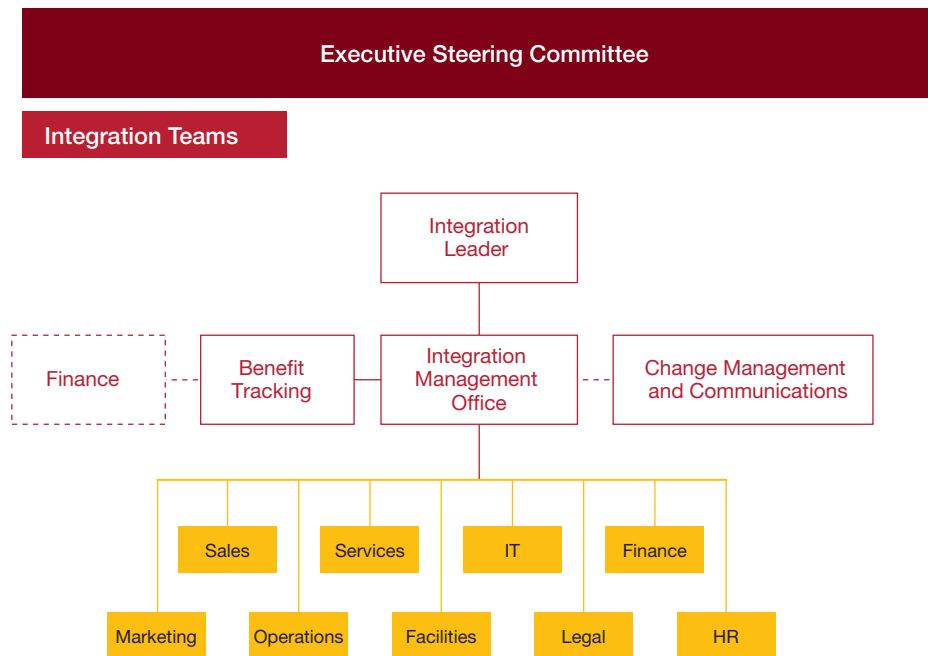 Executive Steering Committee
Integration Teams
Integration
Leader
Finance
Benefit
Tracking
Integration
Management
Office
Change Management
and Communications
Sales
Services
IT
Finance
Marketing
Operations
Facilities
Legal
HR